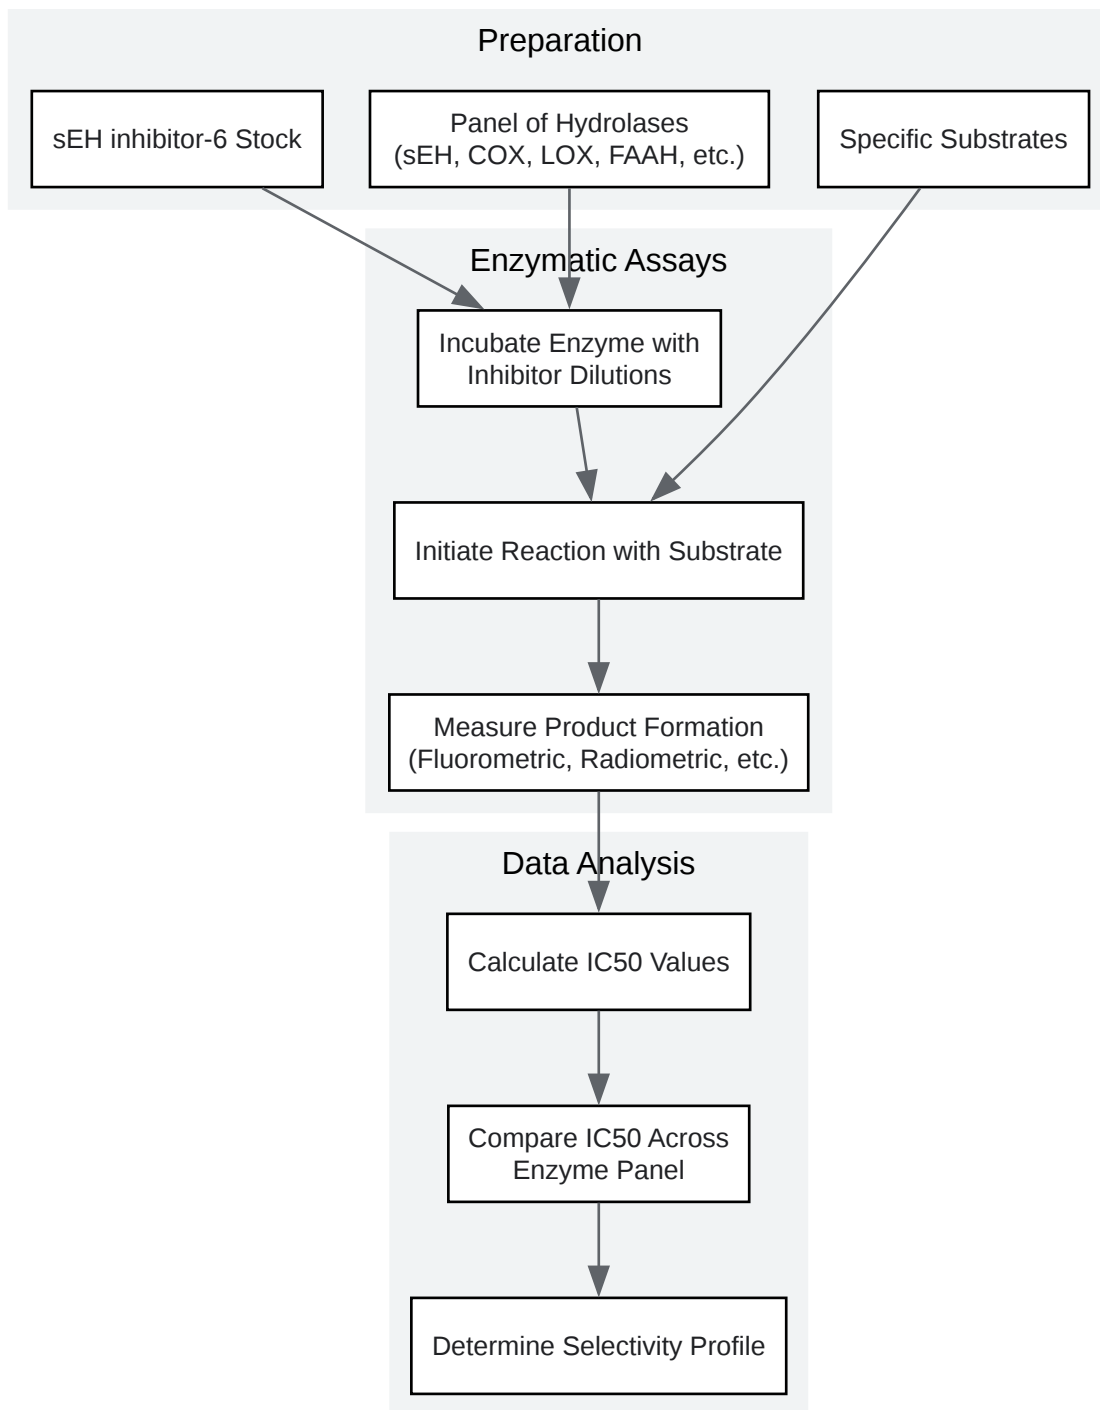 Preparation
sEH inhibitor-6 Stock
Panel of Hydrolases
(sEH, COX, LOX, FAAH, etc.)
Specific Substrates
Enzymatic Assays
Incubate Enzyme with
Inhibitor Dilutions
Initiate Reaction with Substrate
Measure Product Formation
(Fluorometric, Radiometric, etc.)
Data Analysis
Calculate IC50 Values
Compare IC50 Across
Enzyme Panel
Determine Selectivity Profile